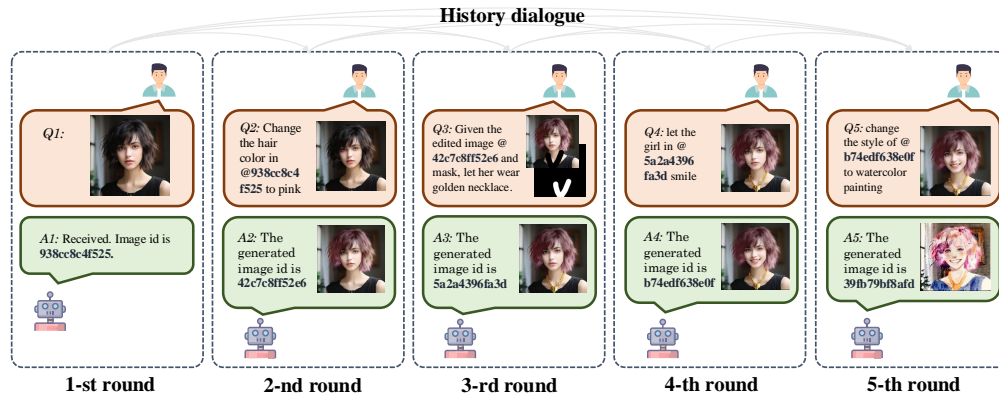 History dialogue
Q1:
A1: Received. Image id is
938cc8c4f525.
1-st round
Q2: Change
the hair
color in
@938cc8c4
f525 to pink
A2: The
generated
image id is
42c7c8ff52e6
2-nd round
Q3: Given the
edited image @
42c7c8ff52e6 and
mask, let her wear
golden necklace.
A3: The
generated
image id is
5a2a4396fa3d
3-rd round
Q4: let the
girl in @
5a2a4396
fa3d smile
A4: The
generated
image id is
b74edf638e0f
4-th round
Q5: change
the style of @
b74edf638e0f
to watercolor
painting
A5: The
generated
image id is
39fb79bf8afd
5-th round